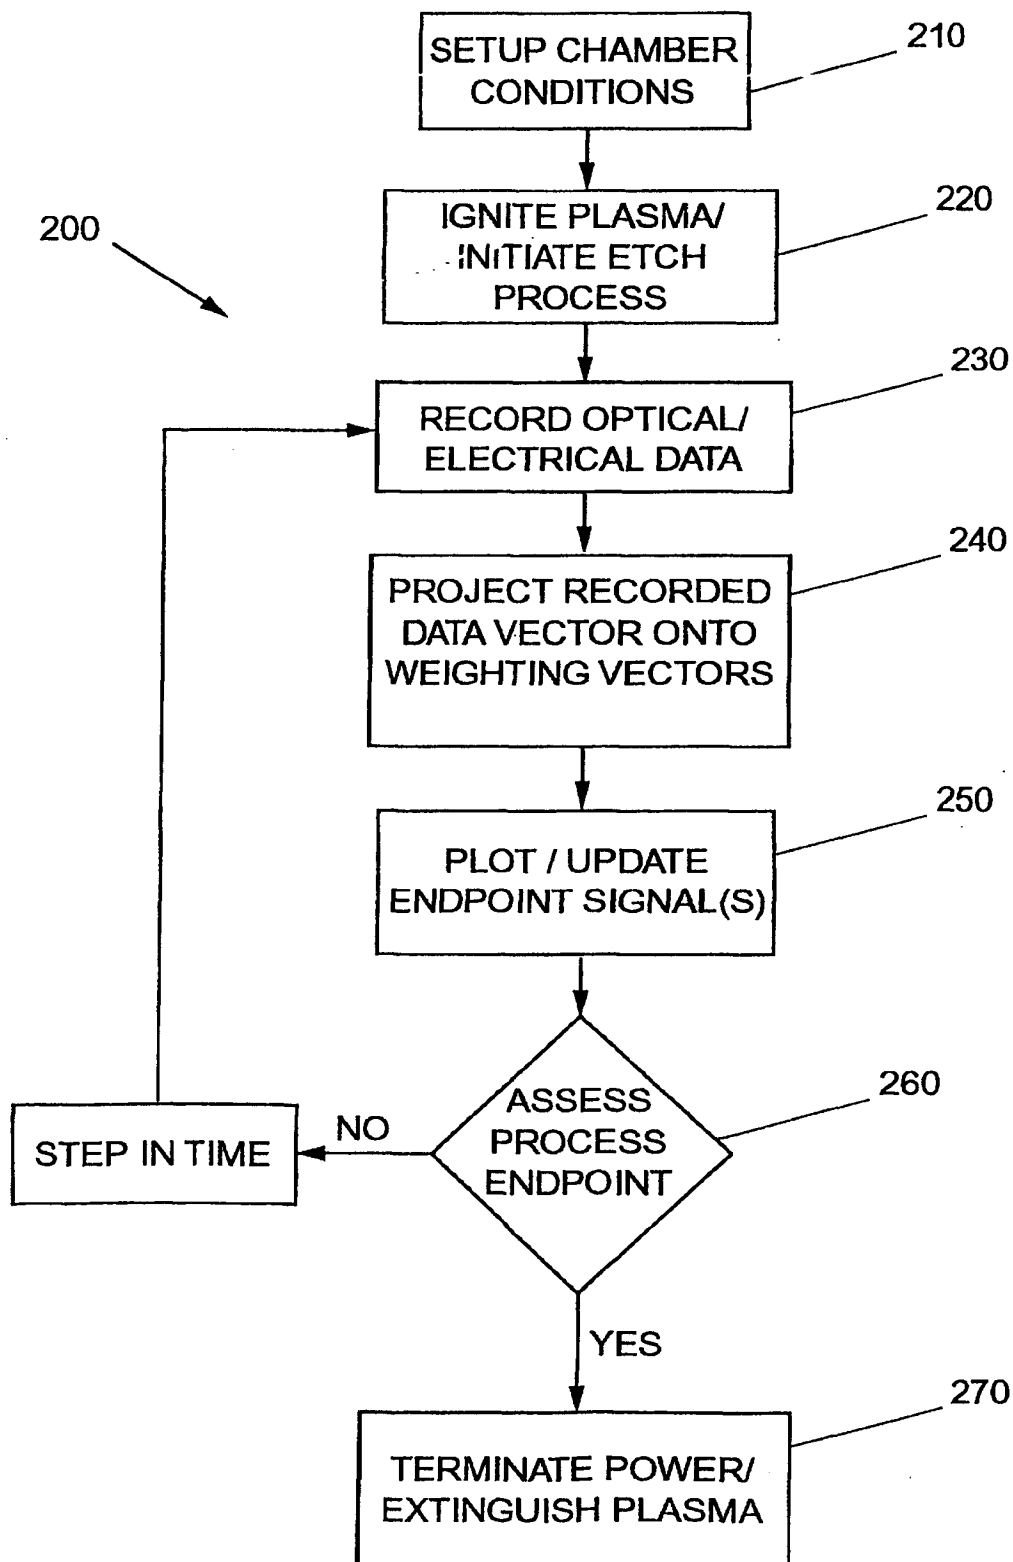 SETUP CHAMBER
CONDITIONS
210
IGNITE PLASMA/
INITIATE ETCH
PROCESS
220
200
RECORD OPTICAL/
ELECTRICAL DATA
230
PROJECT RECORDED
DATA VECTOR ONTO
WEIGHTING VECTORS
240
PLOT / UPDATE
ENDPOINT SIGNAL(S)
250
ASSESS
PROCESS
ENDPOINT
260
NO
STEP IN TIME
YES
TERMINATE POWER/
EXTINGUISH PLASMA
270